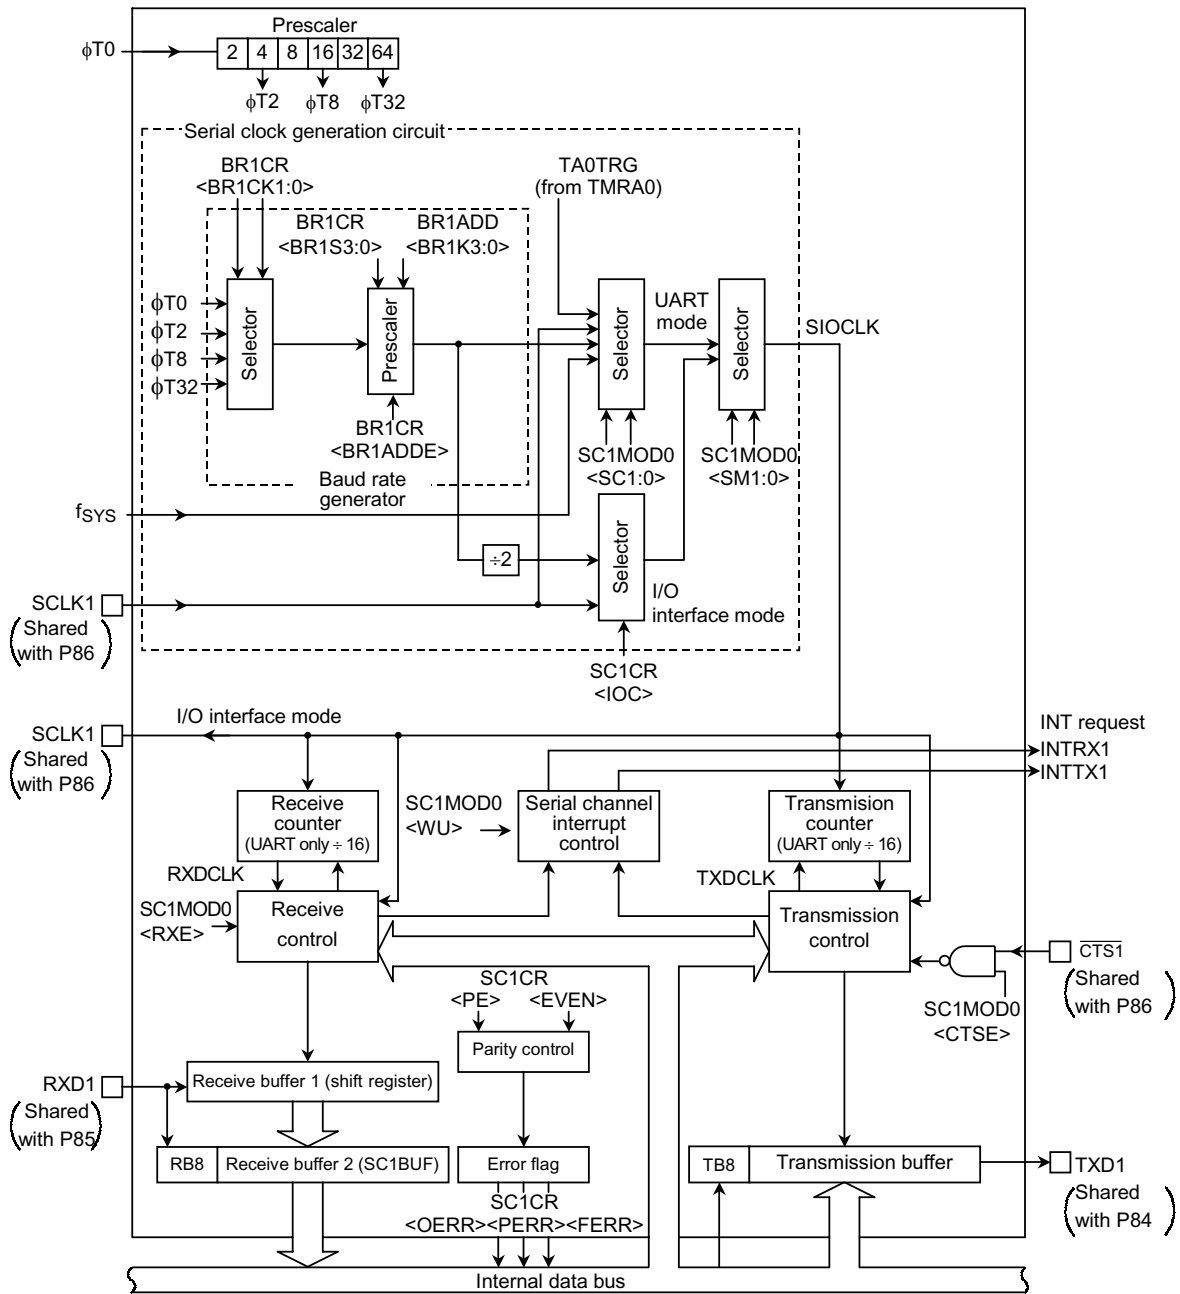 Prescaler
ϕT0
2 4 8 16 32 64
ϕT2 ϕT8 ϕT32
Serial clock generation circuit
BR1CR
<BR1CK1:0>
TA0TRG
(from TMRA0)
BR1CR
<BR1S3:0>
BR1ADD
<BR1K3:0>
ϕT0
ϕT2
ϕT8
ϕT32
Selector
Prescaler
Selector
UART
mode
Selector
SIOCLK
BR1CR
<BR1ADDE>
SC1MOD0
<SC1:0>
SC1MOD0
<SM1:0>
Baud rate
generator
fSYS
÷2
Selector
I/O
interface mode
SCLK1
(Shared
with P86)
SC1CR
<IOC>
SCLK1
(Shared
with P86)
I/O interface mode
INT request
INTRX1
INTTX1
Receive
counter
(UART only ÷ 16)
SC1MOD0
<WU>
Serial channel
interrupt
control
Transmision
counter
(UART only ÷ 16)
RXDCLK
TXDCLK
SC1MOD0
<RXE>
Receive
control
Transmission
control
CTS1
(Shared
with P86)
SC1MOD0
<CTSE>
SC1CR
<PE> <EVEN>
Parity control
RXD1
(Shared
with P85)
Receive buffer 1 (shift register)
RB8 Receive buffer 2 (SC1BUF)
Error flag
TB8 Transmission buffer
TXD1
(Shared
with P84)
SC1CR
<OERR><PERR><FERR>
Internal data bus